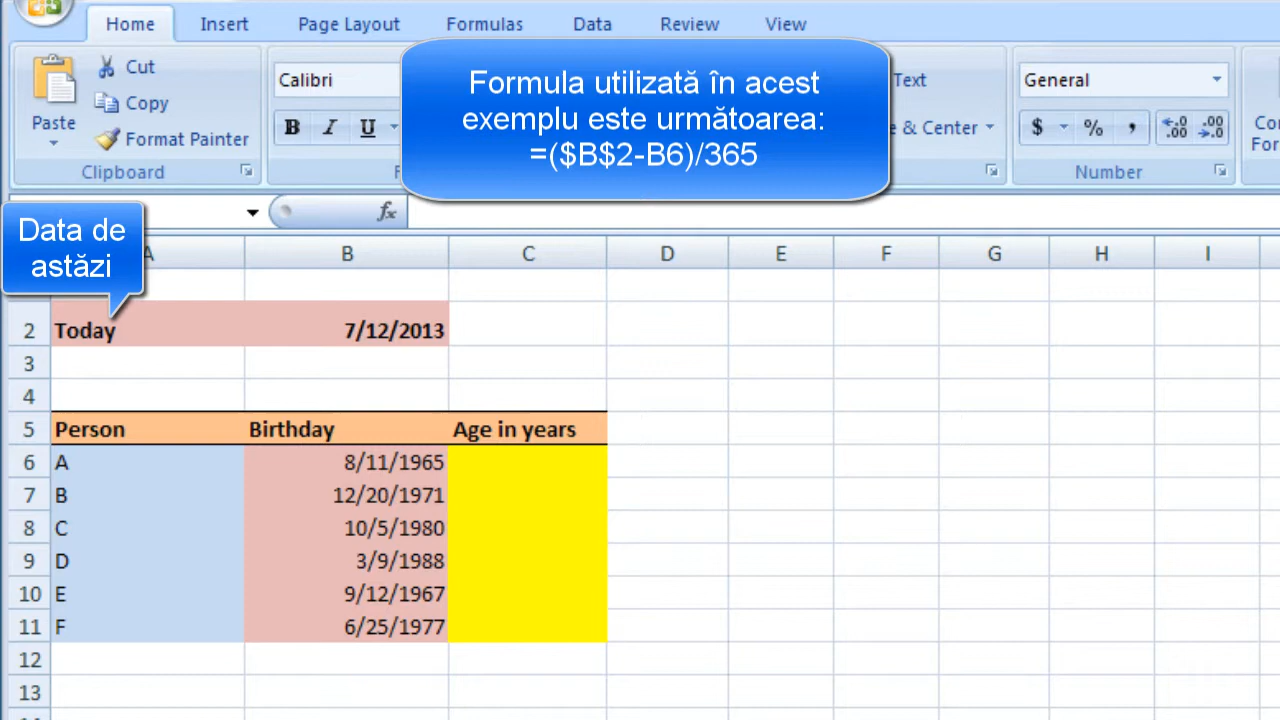 Home Insert Page Layout Formulas Data Review View
Formula utilizată în acest
exemplu este următoarea:
=($B$2-B6)/365
Cut
Copy
Format Painter
Paste
Clipboard
Calibri
B I U
F
Text
& Center
General
$ % ,
.00 .00
Number
Co
For
Data de
astăzi
fx
A B C D E F G H I
2 Today 7/12/2013
3
4
5 Person Birthday Age in years
6 A 8/11/1965
7 B 12/20/1971
8 C 10/5/1980
9 D 3/9/1988
10 E 9/12/1967
11 F 6/25/1977
12
13